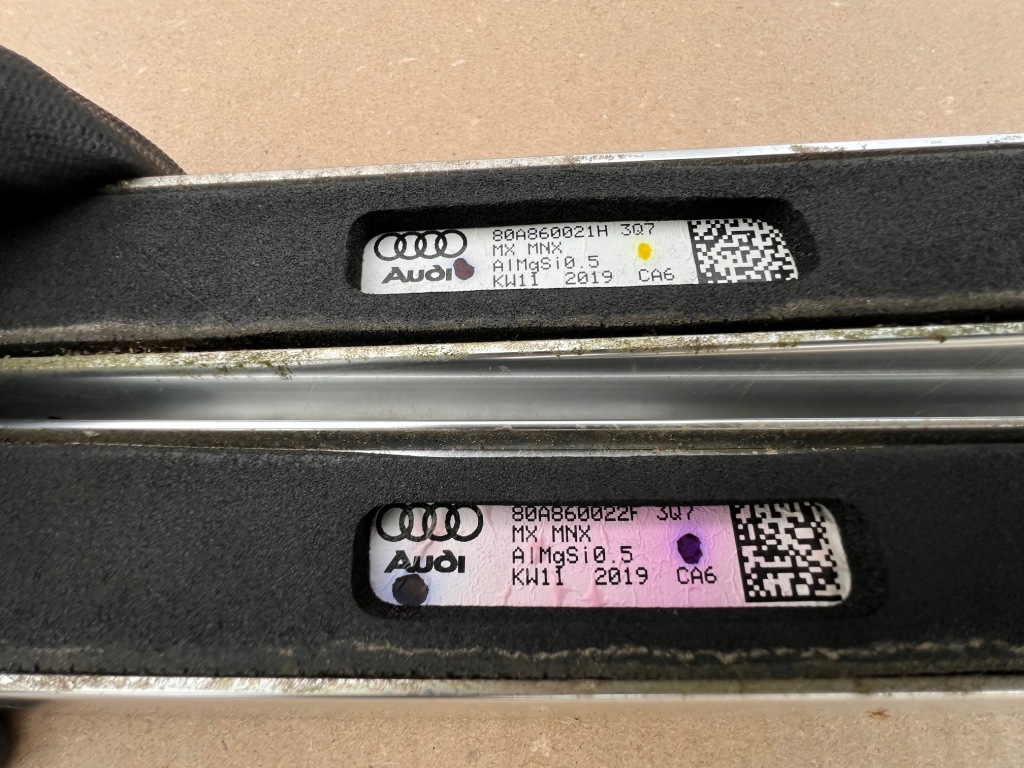 Audi
80A860021H 3Q7
MX MNX
AlMgSi0.5
KW11 2019 CA6
Audi
80A860022F 3Q7
MX MNX
AlMgSi0.5
KW11 2019 CA6